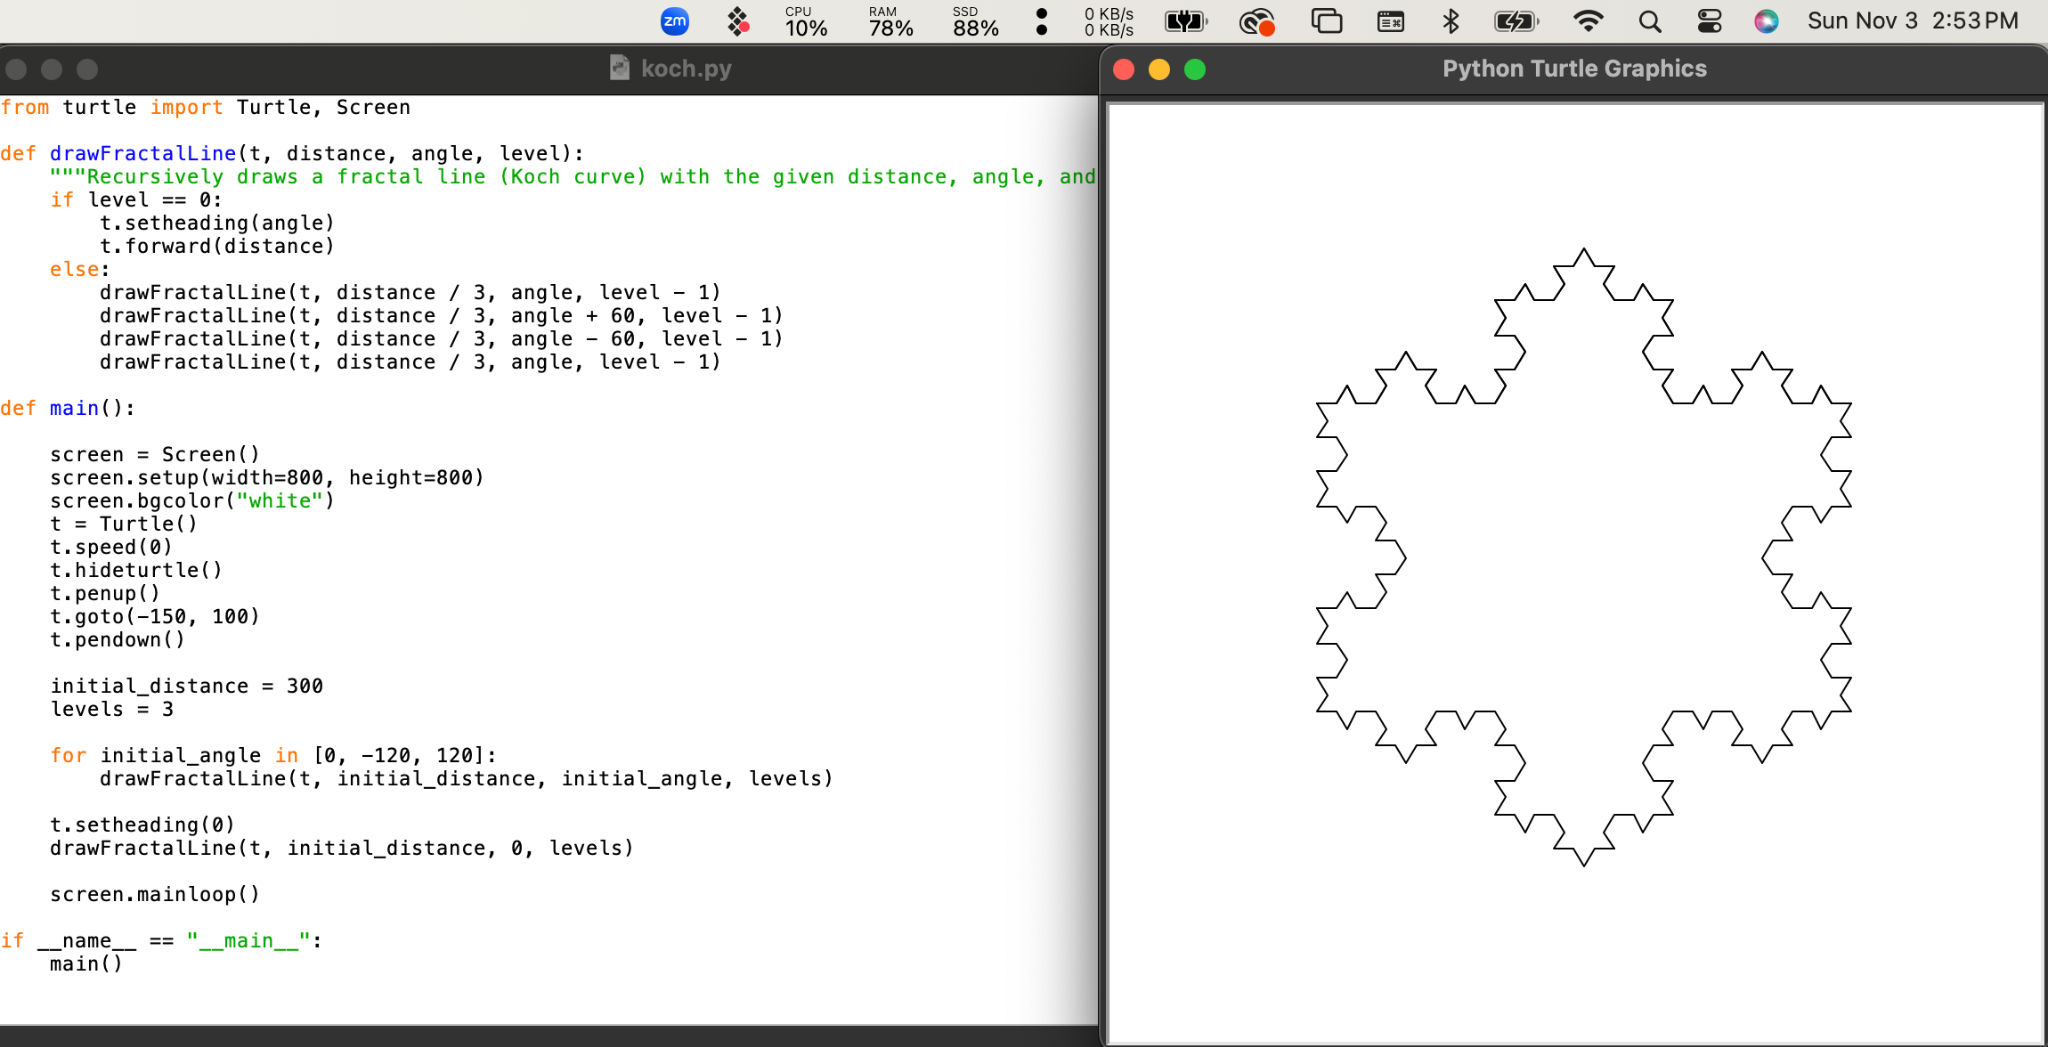 zm CPU 10% RAM 78% SSD 88% 0 KB/s 0 KB/s Sun Nov 3 2:53 PM
koch.py
from turtle import Turtle, Screen
def drawFractalLine(t, distance, angle, level):
    """Recursively draws a fractal line (Koch curve) with the given distance, angle, and
    if level == 0:
        t.setheading(angle)
        t.forward(distance)
    else:
        drawFractalLine(t, distance / 3, angle, level - 1)
        drawFractalLine(t, distance / 3, angle + 60, level - 1)
        drawFractalLine(t, distance / 3, angle - 60, level - 1)
        drawFractalLine(t, distance / 3, angle, level - 1)
def main():
    screen = Screen()
    screen.setup(width=800, height=800)
    screen.bgcolor("white")
    t = Turtle()
    t.speed(0)
    t.hideturtle()
    t.penup()
    t.goto(-150, 100)
    t.pendown()
    initial_distance = 300
    levels = 3
    for initial_angle in [0, -120, 120]:
        drawFractalLine(t, initial_distance, initial_angle, levels)
    t.setheading(0)
    drawFractalLine(t, initial_distance, 0, levels)
    screen.mainloop()
if __name__ == "__main__":
    main()
Python Turtle Graphics